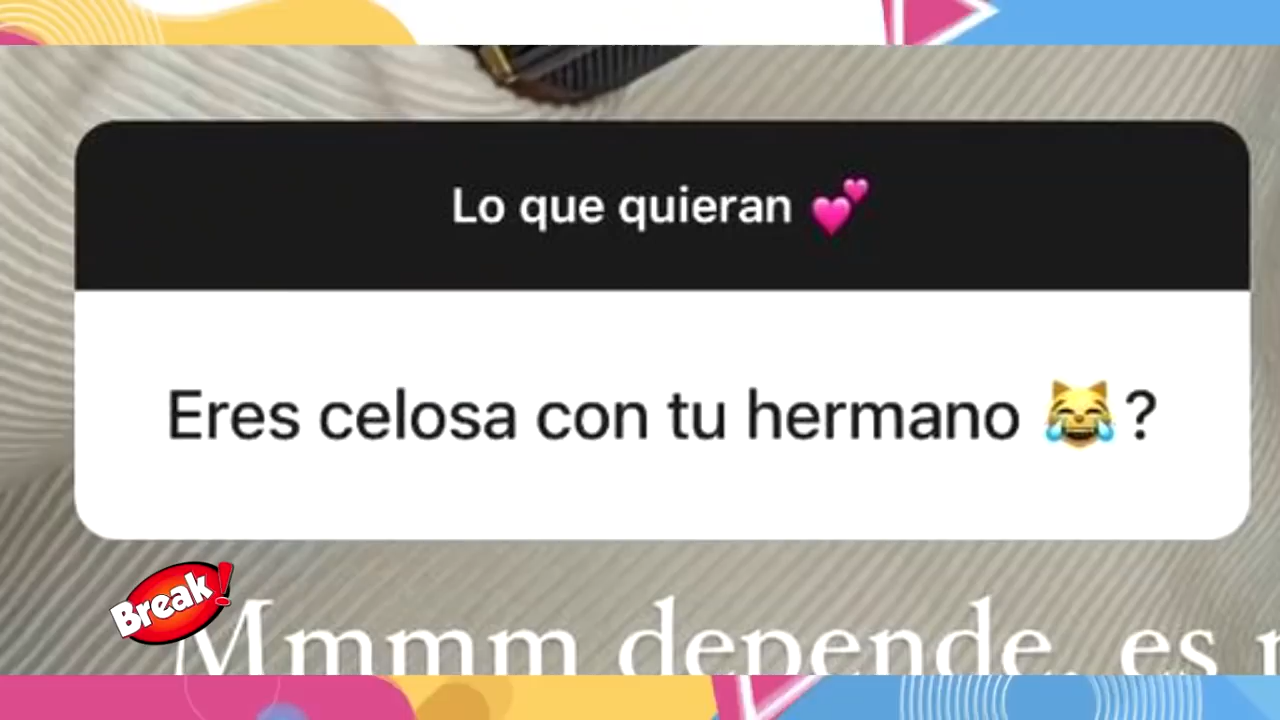 Lo que quieran 💕
Eres celosa con tu hermano 😹?
Break!
Mmmm depende, es